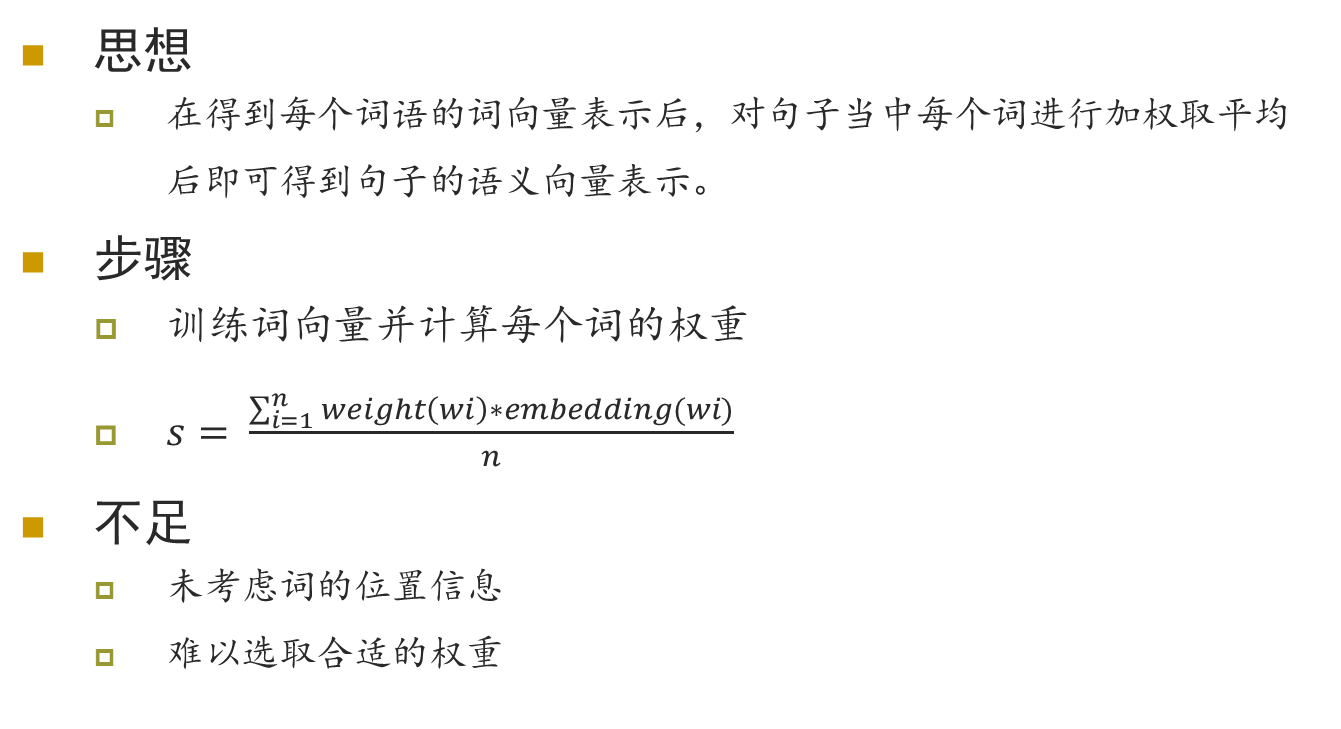 思想
在得到每个词语的词向量表示后，对句子当中每个词进行加权取平均
后即可得到句子的语义向量表示。
步骤
训练词向量并计算每个词的权重
s = \frac{\sum_{i=1}^{n} weight(wi)*embedding(wi)}{n}
不足
未考虑词的位置信息
难以选取合适的权重